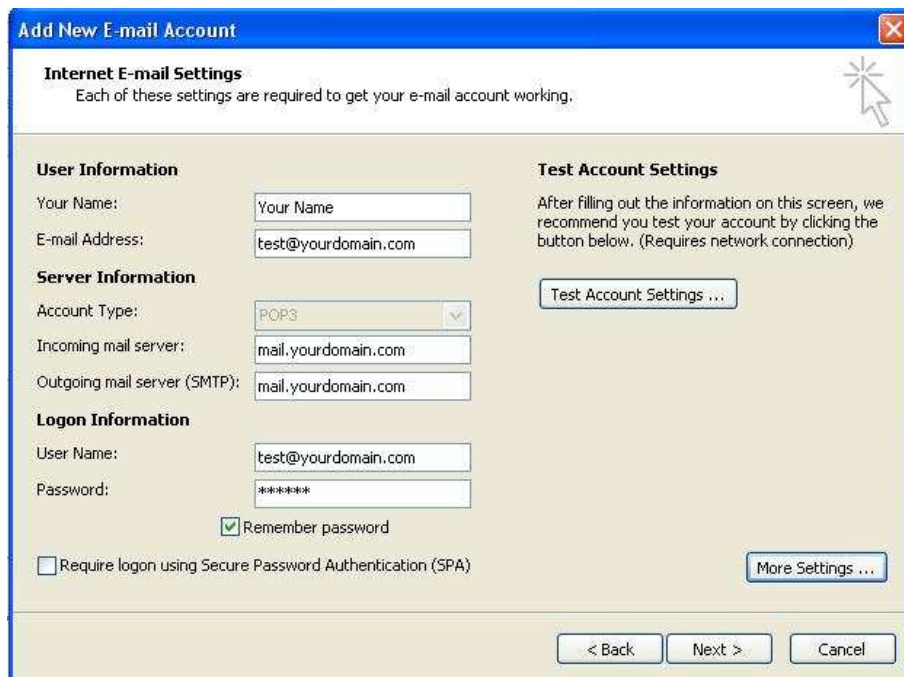 Add New E-mail Account
Internet E-mail Settings
Each of these settings are required to get your e-mail account working.
User Information
Your Name:
Your Name
E-mail Address:
test@yourdomain.com
Server Information
Account Type:
POP3
Incoming mail server:
mail.yourdomain.com
Outgoing mail server (SMTP):
mail.yourdomain.com
Logon Information
User Name:
test@yourdomain.com
Password:
******
Remember password
Require logon using Secure Password Authentication (SPA)
Test Account Settings
After filling out the information on this screen, we
recommend you test your account by clicking the
button below. (Requires network connection)
Test Account Settings ...
More Settings ...
< Back
Next >
Cancel